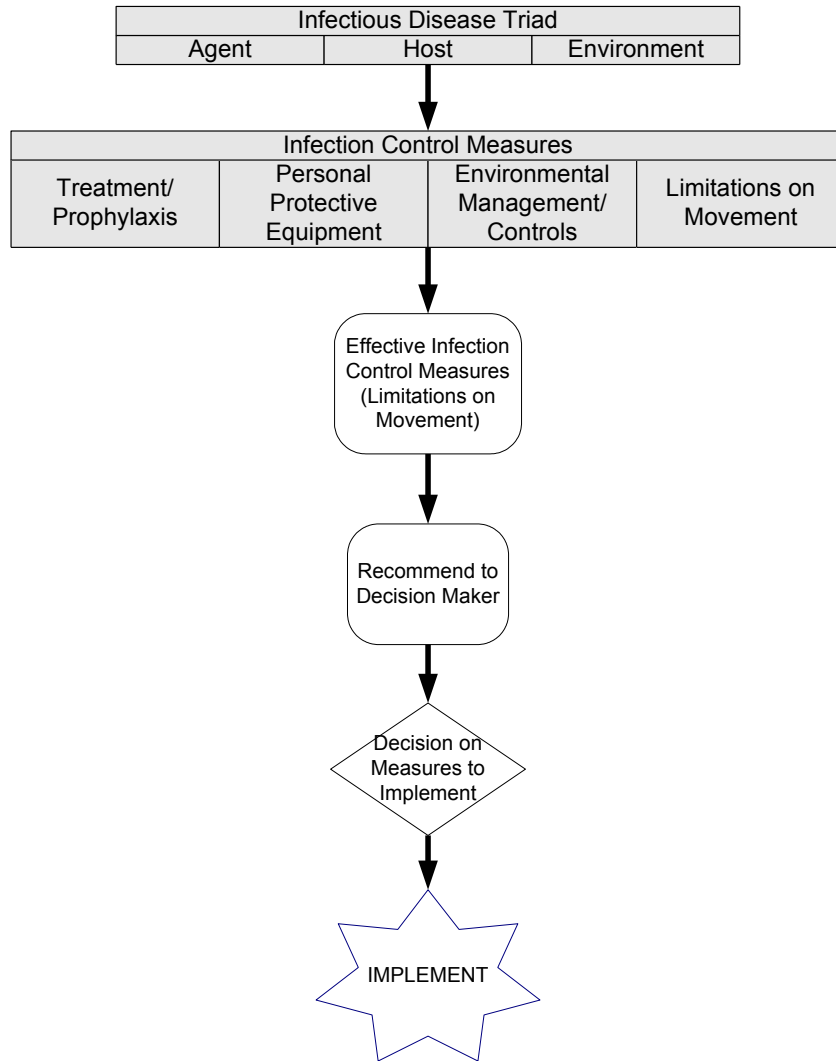 Infectious Disease Triad
Agent Host Environment
Infection Control Measures
Treatment/
Prophylaxis
Personal
Protective
Equipment
Environmental
Management/
Controls
Limitations on
Movement
Effective Infection
Control Measures
(Limitations on
Movement)
Recommend to
Decision Maker
Decision on
Measures to
Implement
IMPLEMENT